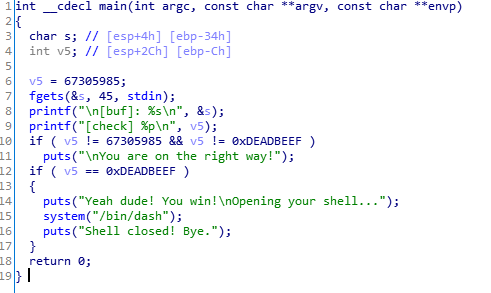 1 int __cdecl main(int argc, const char **argv, const char **envp)
2 {
3 char s; // [esp+4h] [ebp-34h]
4 int v5; // [esp+2Ch] [ebp-Ch]
5
6 v5 = 67305985;
7 fgets(&s, 45, stdin);
8 printf("\n[buf]: %s\n", &s);
9 printf("[check] %p\n", v5);
10 if ( v5 != 67305985 && v5 != 0xDEADBEEF )
11 puts("\nYou are on the right way!");
12 if ( v5 == 0xDEADBEEF )
13 {
14 puts("Yeah dude! You win!\nOpening your shell...");
15 system("/bin/dash");
16 puts("Shell closed! Bye.");
17 }
18 return 0;
19 }